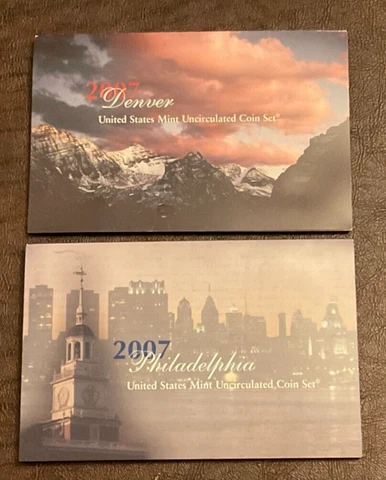 2007
Denver
United States Mint Uncirculated Coin Set®
2007
Philadelphia
United States Mint Uncirculated Coin Set®